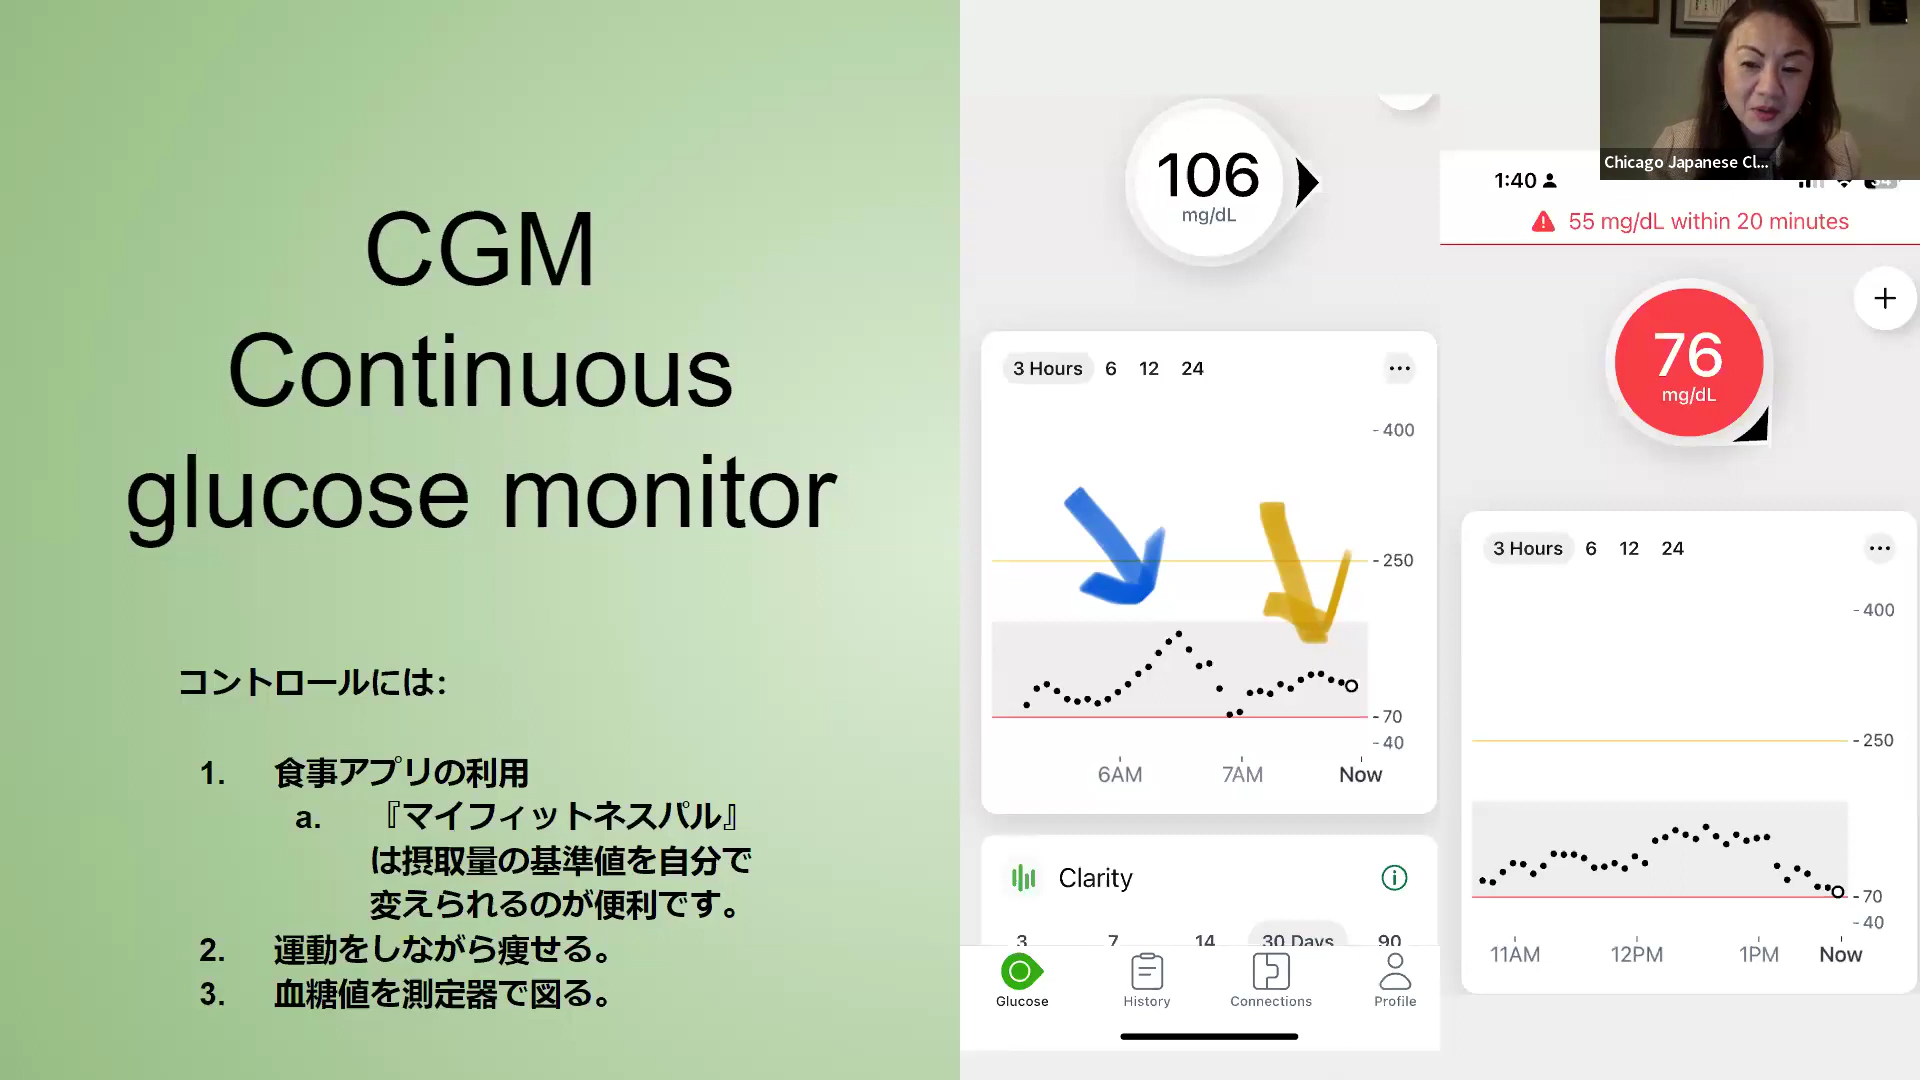 CGM
Continuous
glucose monitor
コントロールには:
1. 食事アプリの利用
a. 『マイフィットネスパル』
は摂取量の基準値を自分で
変えられるのが便利です。
2. 運動をしながら痩せる。
3. 血糖値を測定器で図る。
106
mg/dL
3 Hours 6 12 24
400
250
70
40
6AM 7AM Now
Clarity
3 7 14 30 Days 90
Glucose History Connections Profile
Chicago Japanese Cl...
1:40
55 mg/dL within 20 minutes
76
mg/dL
3 Hours 6 12 24
400
250
70
40
11AM 12PM 1PM Now